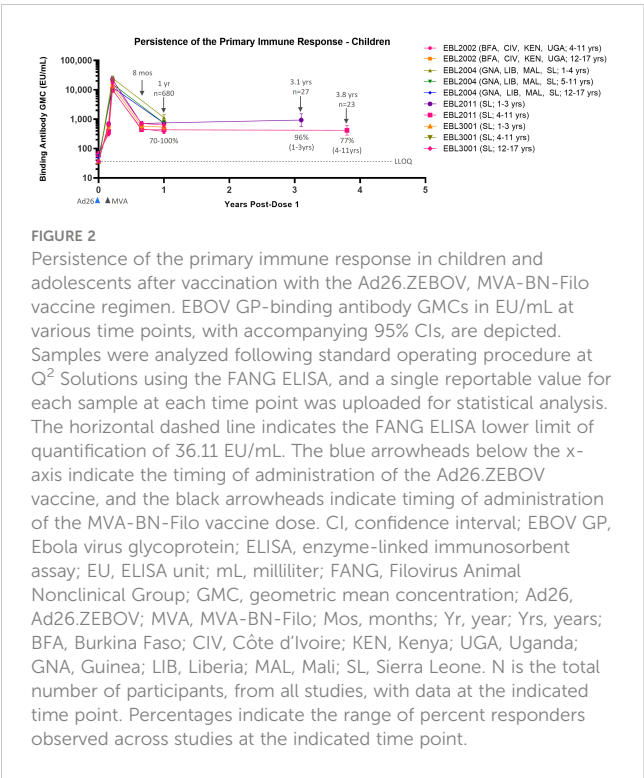 Persistence of the Primary Immune Response - Children
Binding Antibody GMC (EU/mL)
100,000
10,000
1,000
100
10
8 mos
1 yr
n=680
3.1 yrs
n=27
3.8 yrs
n=23
70-100%
96%
(1-3yrs)
77%
(4-11yrs)
LLOQ
0
1
2
3
4
5
Ad26
MVA
Years Post-Dose 1
EBL2002 (BFA, CIV, KEN, UGA; 4-11 yrs)
EBL2002 (BFA, CIV, KEN, UGA; 12-17 yrs)
EBL2004 (GNA, LIB, MAL, SL; 1-4 yrs)
EBL2004 (GNA, LIB, MAL, SL; 5-11 yrs)
EBL2004 (GNA, LIB, MAL, SL; 12-17 yrs)
EBL2011 (SL; 1-3 yrs)
EBL2011 (SL; 4-11 yrs)
EBL3001 (SL; 1-3 yrs)
EBL3001 (SL; 4-11 yrs)
EBL3001 (SL; 12-17 yrs)
FIGURE 2
Persistence of the primary immune response in children and
adolescents after vaccination with the Ad26.ZEBOV, MVA-BN-Filo
vaccine regimen. EBOV GP-binding antibody GMCs in EU/mL at
various time points, with accompanying 95% CIs, are depicted.
Samples were analyzed following standard operating procedure at
Q² Solutions using the FANG ELISA, and a single reportable value for
each sample at each time point was uploaded for statistical analysis.
The horizontal dashed line indicates the FANG ELISA lower limit of
quantification of 36.11 EU/mL. The blue arrowheads below the x-
axis indicate the timing of administration of the Ad26.ZEBOV
vaccine, and the black arrowheads indicate timing of administration
of the MVA-BN-Filo vaccine dose. CI, confidence interval; EBOV GP,
Ebola virus glycoprotein; ELISA, enzyme-linked immunosorbent
assay; EU, ELISA unit; mL, milliliter; FANG, Filovirus Animal
Nonclinical Group; GMC, geometric mean concentration; Ad26,
Ad26.ZEBOV; MVA, MVA-BN-Filo; Mos, months; Yr, year; Yrs, years;
BFA, Burkina Faso; CIV, Côte d'Ivoire; KEN, Kenya; UGA, Uganda;
GNA, Guinea; LIB, Liberia; MAL, Mali; SL, Sierra Leone. N is the total
number of participants, from all studies, with data at the indicated
time point. Percentages indicate the range of percent responders
observed across studies at the indicated time point.